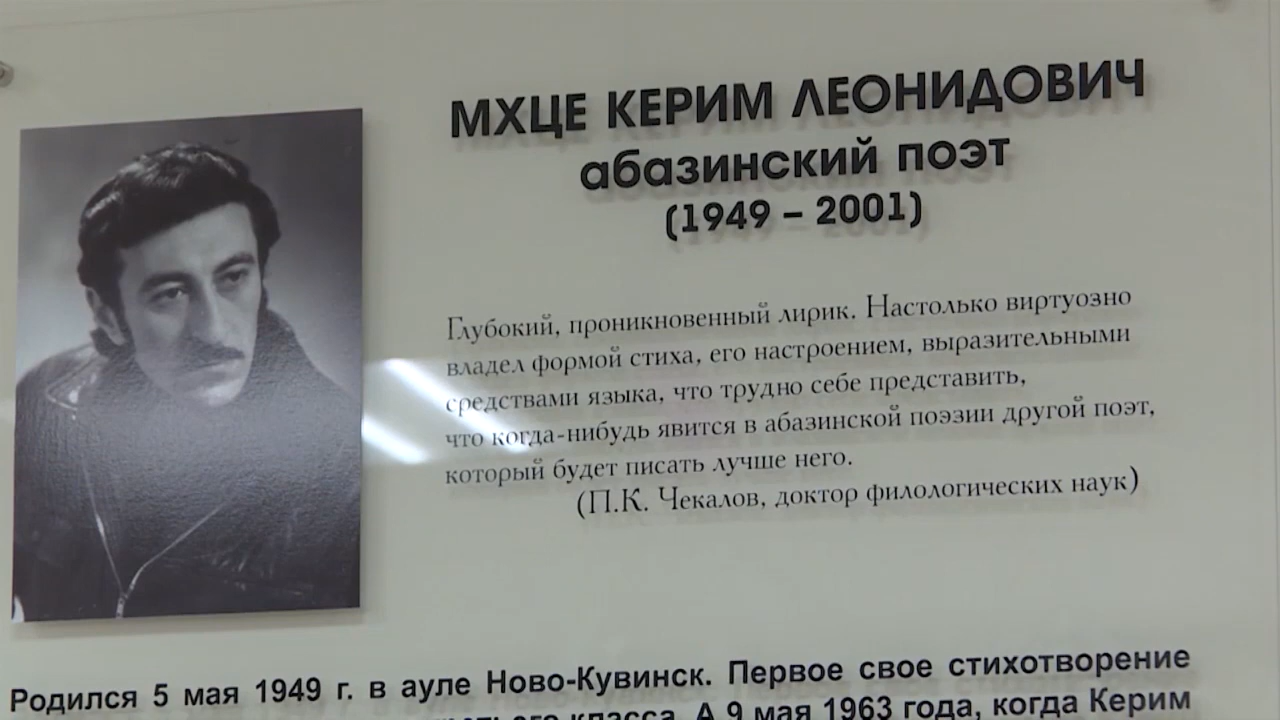 МХЦЕ КЕРИМ ЛЕОНИДОВИЧ
абазинский поэт
(1949 – 2001)
Глубокий, проникновенный лирик. Настолько виртуозно
владел формой стиха, его настроением, выразительными
средствами языка, что трудно себе представить,
что когда-нибудь явится в абазинской поэзии другой поэт,
который будет писать лучше него.
(П.К. Чекалов, доктор филологических наук)
Родился 5 мая 1949 г. в ауле Ново-Кувинск. Первое свое стихотворение
класса. А 9 мая 1963 года, когда Керим